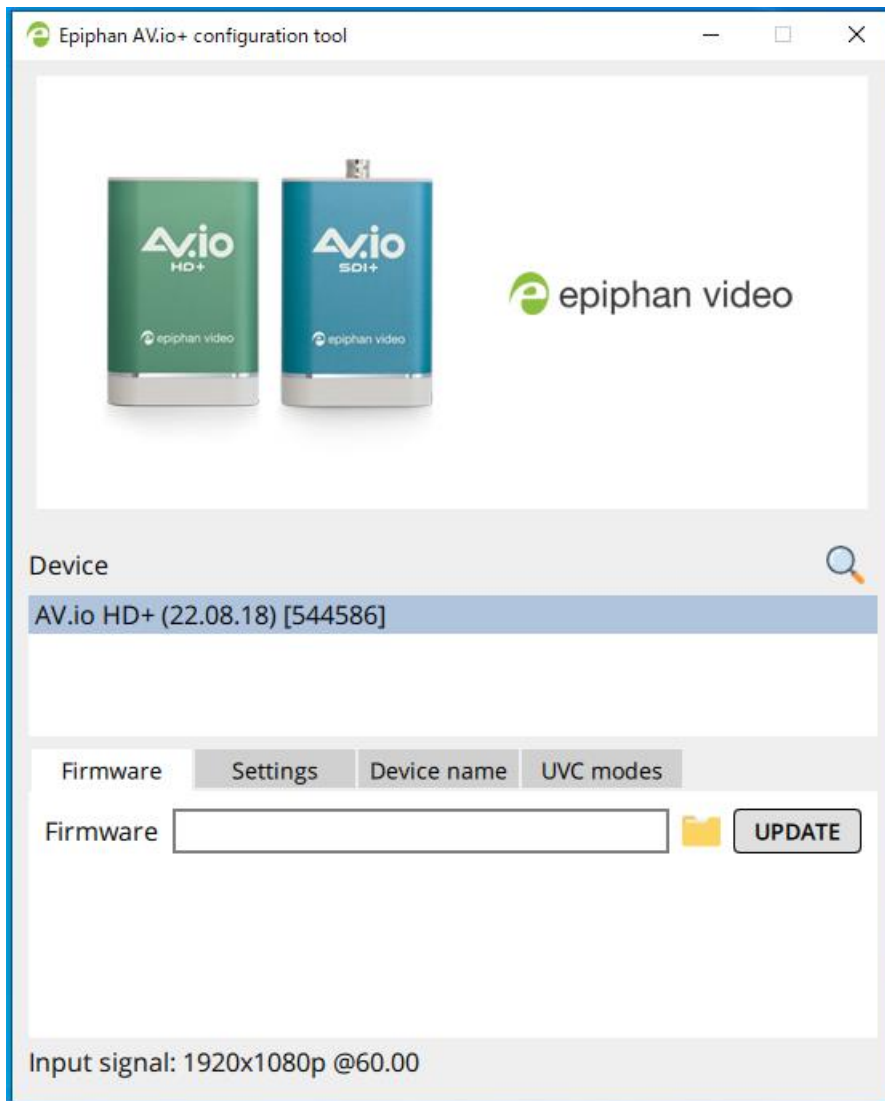 Epiphan AV.io+ configuration tool
AV.io
HD+
epiphan video
AV.io
SDI+
epiphan video
epiphan video
Device
AV.io HD+ (22.08.18) [544586]
Firmware Settings Device name UVC modes
Firmware UPDATE
Input signal: 1920x1080p @60.00